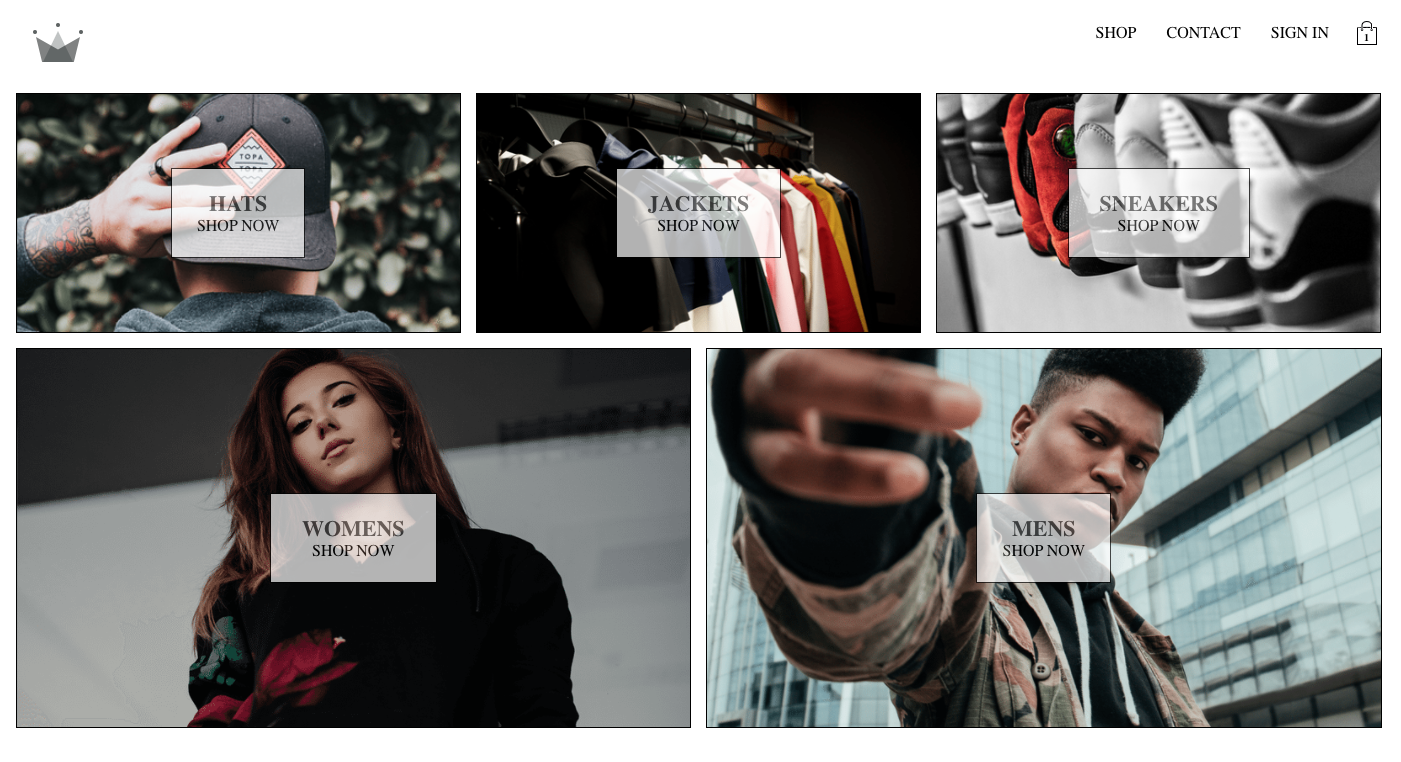 SHOP
CONTACT
SIGN IN
1
TOPA
TOPA
HATS
SHOP NOW
JACKETS
SHOP NOW
SNEAKERS
SHOP NOW
WOMENS
SHOP NOW
MENS
SHOP NOW